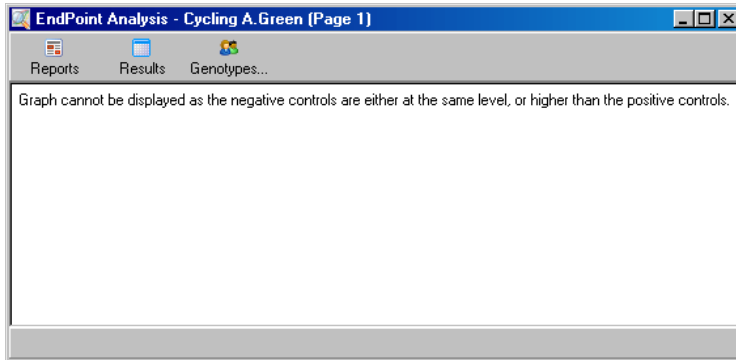 EndPoint Analysis - Cycling A.Green (Page 1)
Reports Results Genotypes...
Graph cannot be displayed as the negative controls are either at the same level, or higher than the positive controls.